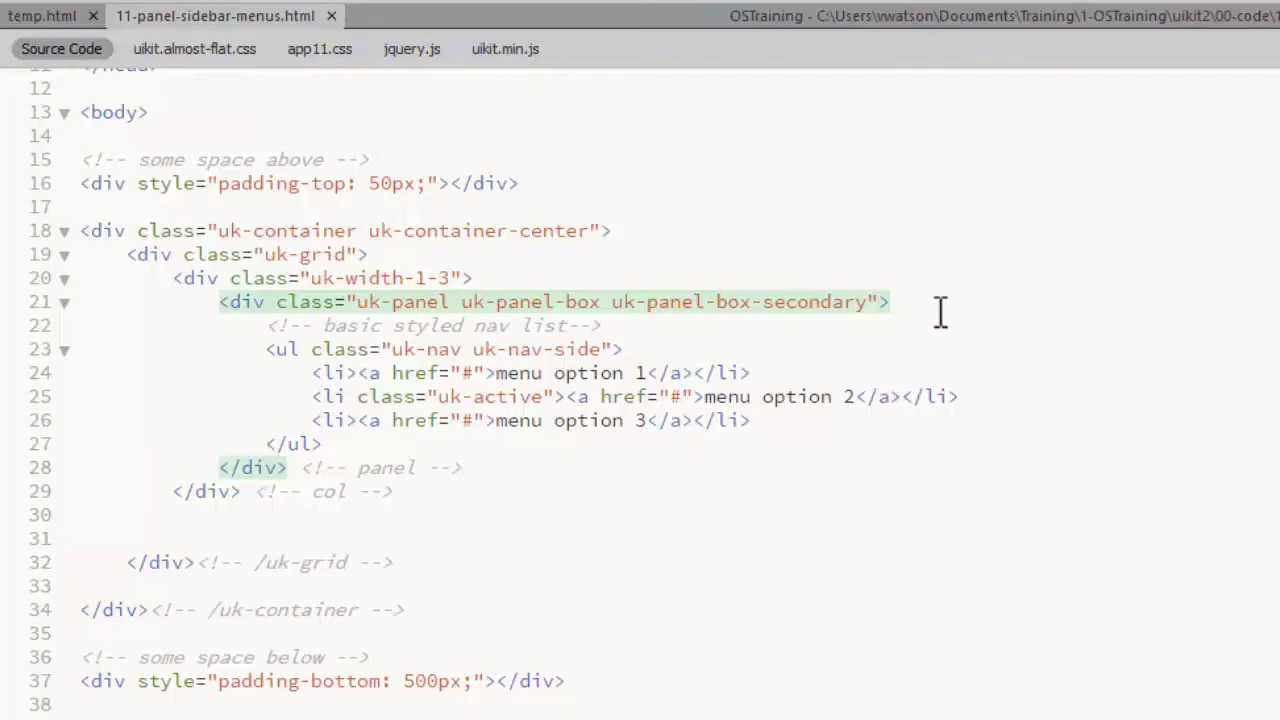 temp.html × 11-panel-sidebar-menus.html × OSTraining - C:\Users\vwatson\Documents\Training\1-OSTraining\uikit2\00-code\1
Source Code uikit.almost-flat.css app11.css jquery.js uikit.min.js
11 </head>
12
13 ▼ <body>
14
15 <!-- some space above -->
16 <div style="padding-top: 50px;"></div>
17
18 ▼ <div class="uk-container uk-container-center">
19 ▼ <div class="uk-grid">
20 ▼ <div class="uk-width-1-3">
21 ▼ <div class="uk-panel uk-panel-box uk-panel-box-secondary">
22 <!-- basic styled nav list-->
23 ▼ <ul class="uk-nav uk-nav-side">
24 <li><a href="#">menu option 1</a></li>
25 <li class="uk-active"><a href="#">menu option 2</a></li>
26 <li><a href="#">menu option 3</a></li>
27 </ul>
28 </div> <!-- panel -->
29 </div> <!-- col -->
30
31
32 </div><!-- /uk-grid -->
33
34 </div><!-- /uk-container -->
35
36 <!-- some space below -->
37 <div style="padding-bottom: 500px;"></div>
38